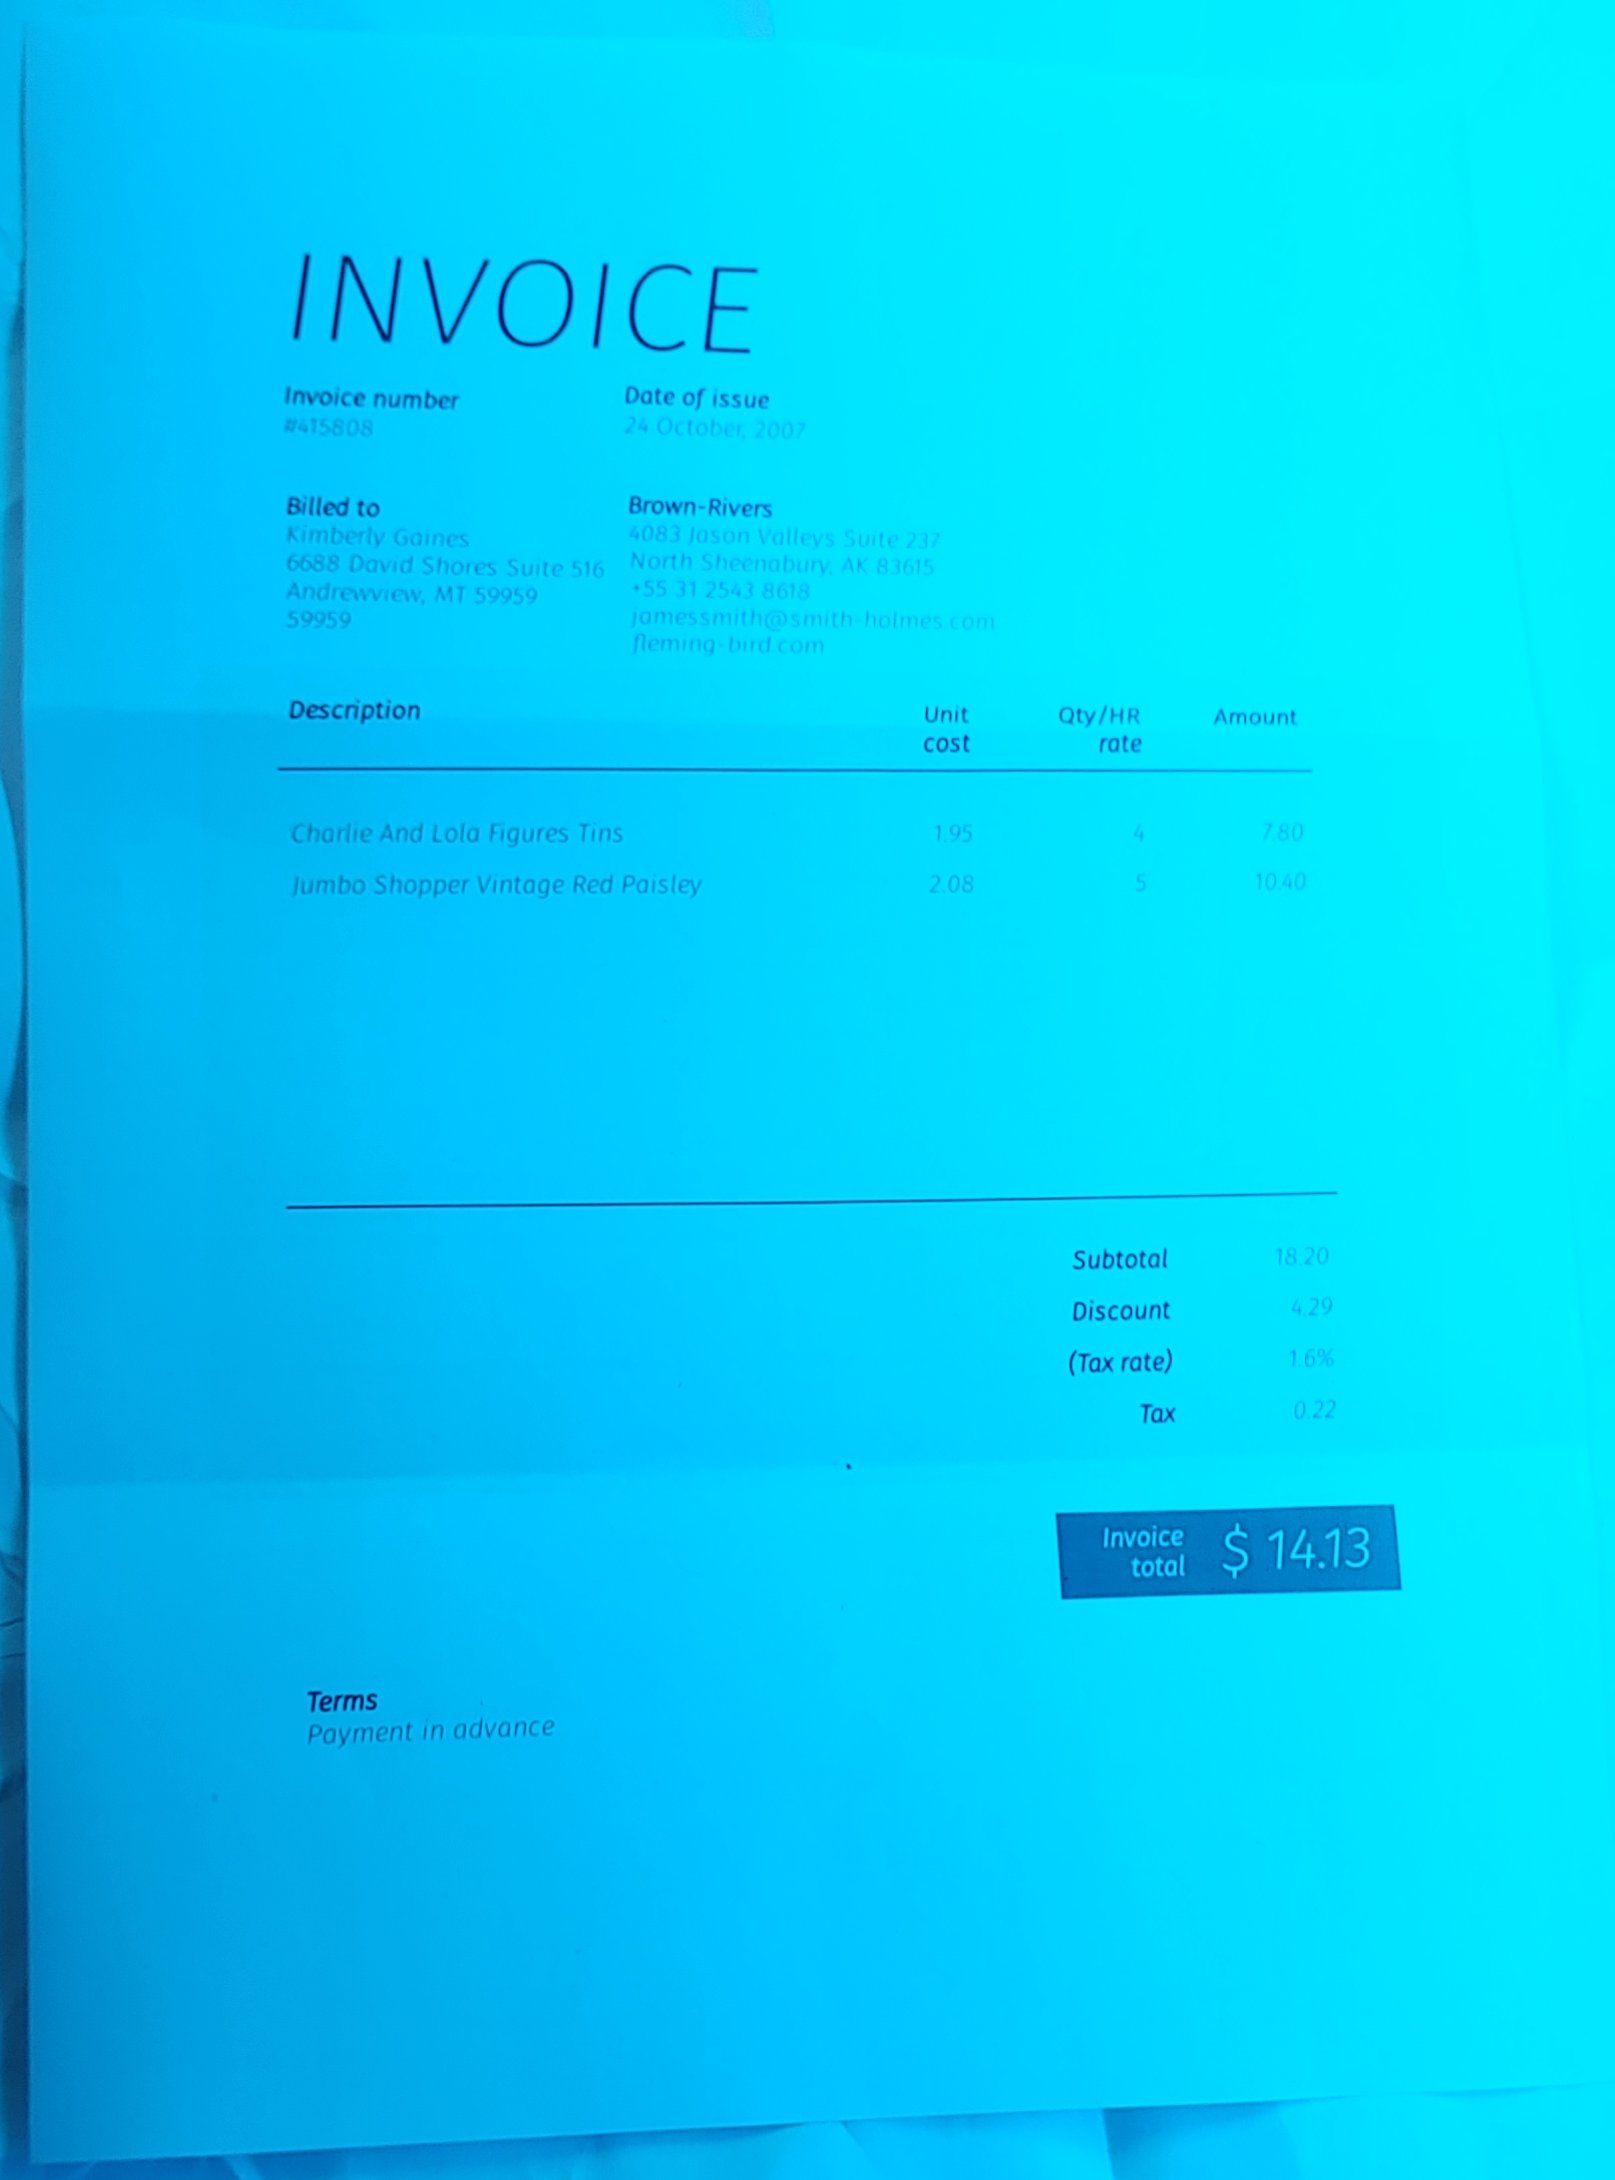 INVOICE
Invoice number
#415808
Date of issue
24 October, 2007
Billed to
Kimberly Gaines
6688 David Shores Suite 516
Andrewview, MT 59959
59959
Brown-Rivers
4083 Jason Valleys Suite 237
North Sheenabury, AK 83615
+55 31 2543 8618
jamessmith@smith-holmes.com
fleming-bird.com
Description Unit cost Qty/HR rate Amount
Charlie And Lola Figures Tins 1.95 4 7.80
Jumbo Shopper Vintage Red Paisley 2.08 5 10.40
Subtotal 18.20
Discount 4.29
(Tax rate) 1.6%
Tax 0.22
Invoice total $ 14.13
Terms
Payment in advance